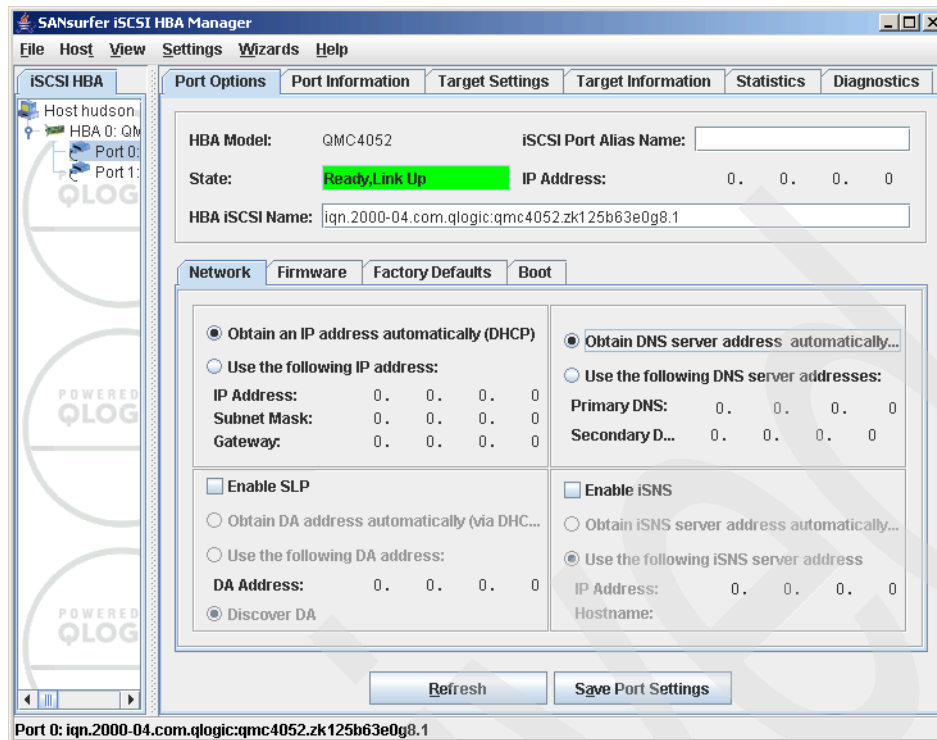 SANsurfer iSCSI HBA Manager
File Host View Settings Wizards Help
iSCSI HBA
Host hudson
HBA 0: QM
Port 0:
Port 1:
QLOG
POWERED
QLOG
POWERED
QLOG
Port Options Port Information Target Settings Target Information Statistics Diagnostics
HBA Model: QMC4052 iSCSI Port Alias Name:
State: Ready,Link Up IP Address: 0. 0. 0. 0
HBA iSCSI Name: iqn.2000-04.com.qlogic:qmc4052.zk125b63e0g8.1
Network Firmware Factory Defaults Boot
Obtain an IP address automatically (DHCP)
Use the following IP address:
IP Address: 0. 0. 0. 0
Subnet Mask: 0. 0. 0. 0
Gateway: 0. 0. 0. 0
Obtain DNS server address automatically...
Use the following DNS server addresses:
Primary DNS: 0. 0. 0. 0
Secondary D... 0. 0. 0. 0
Enable SLP
Obtain DA address automatically (via DHC...
Use the following DA address:
DA Address: 0. 0. 0. 0
Discover DA
Enable iSNS
Obtain iSNS server address automatically...
Use the following iSNS server address
IP Address: 0. 0. 0. 0
Hostname:
Refresh Save Port Settings
Port 0: iqn.2000-04.com.qlogic:qmc4052.zk125b63e0g8.1